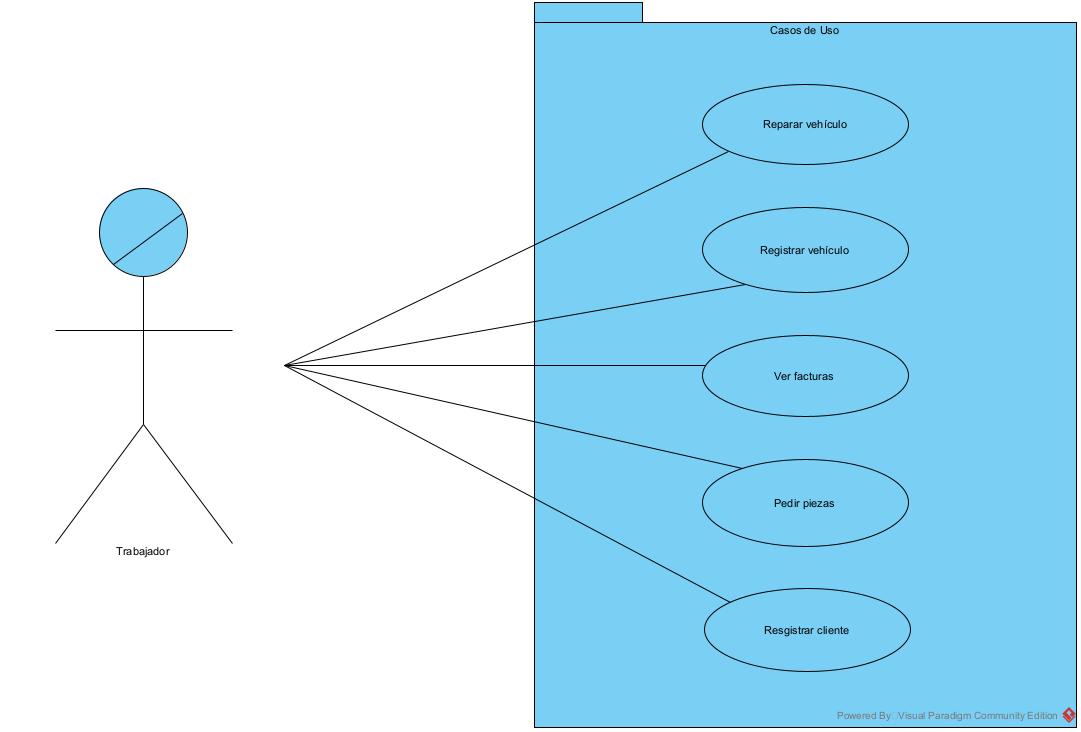 Casos de Uso
Reparar vehículo
Registrar vehículo
Ver facturas
Pedir piezas
Trabajador
Resgistrar cliente
Powered By Visual Paradigm Community Edition